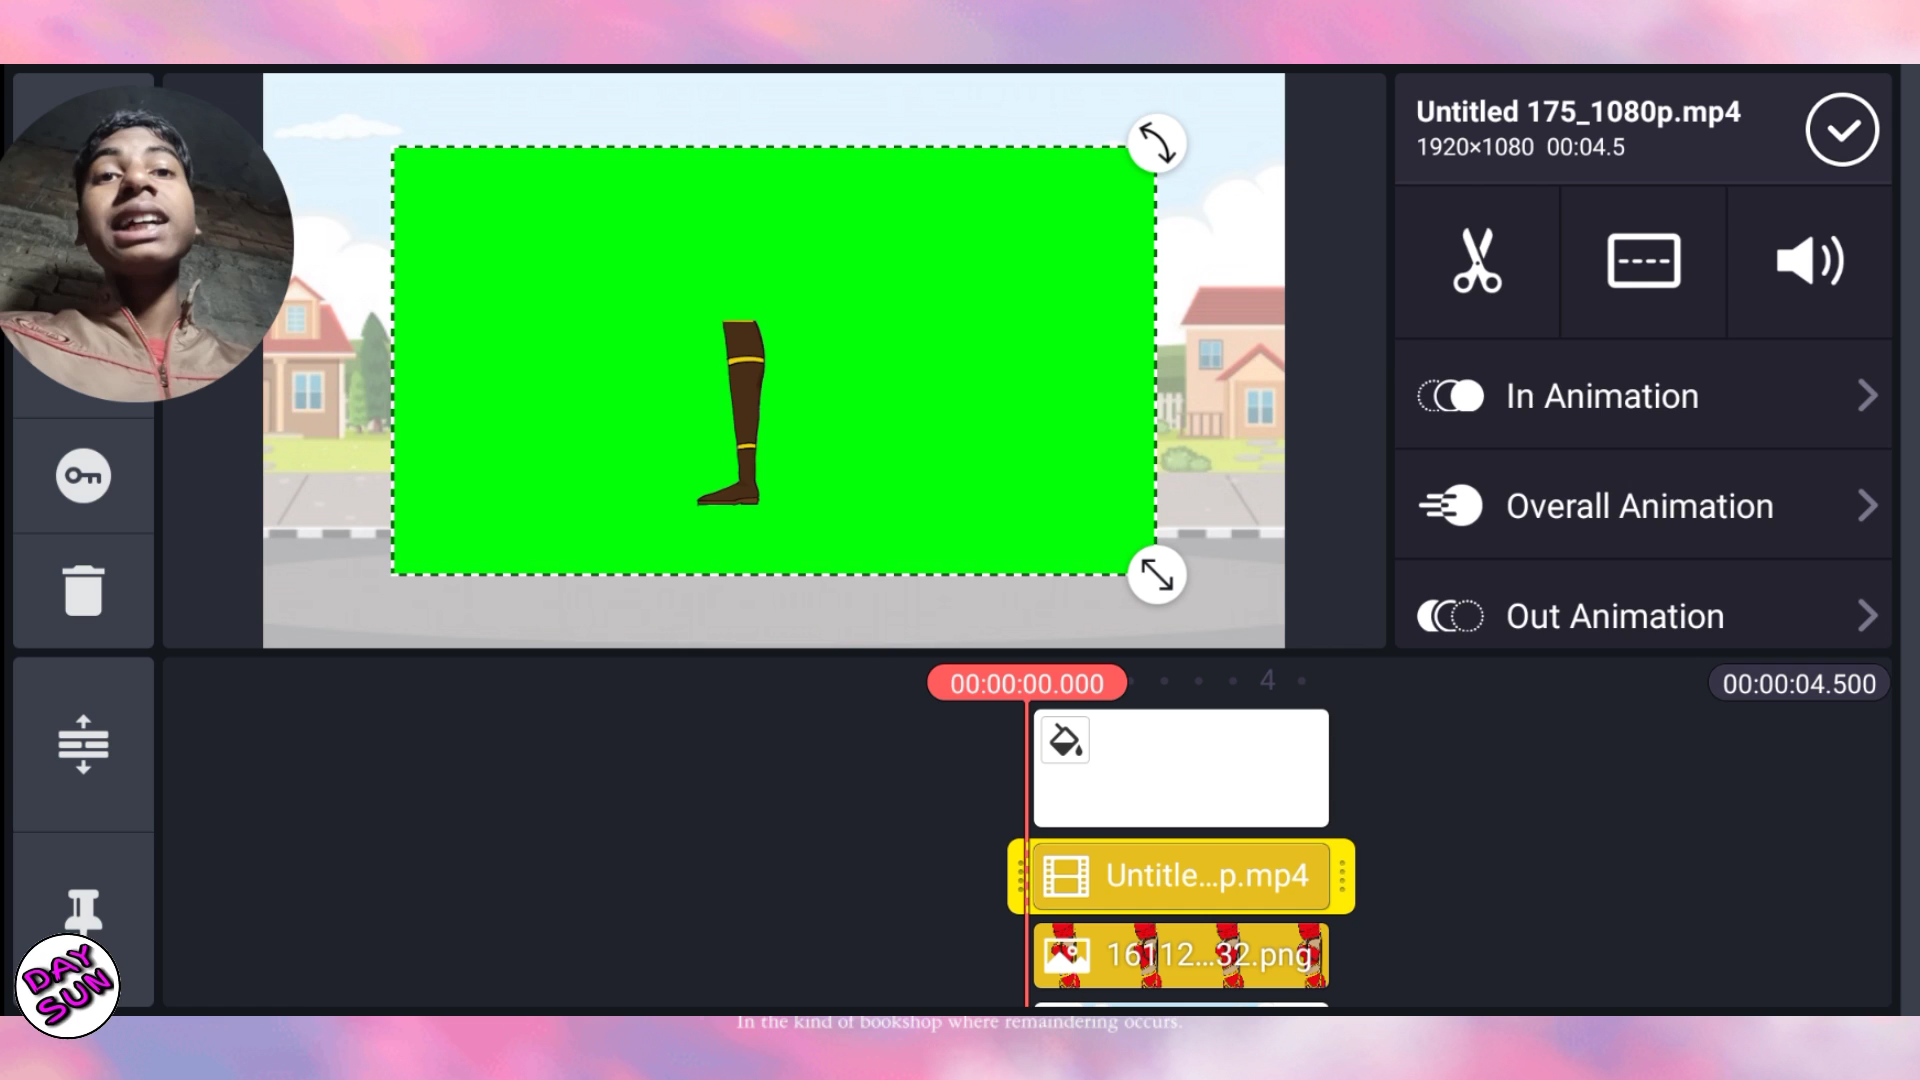 Untitled 175_1080p.mp4
1920×1080 00:04.5
In Animation
Overall Animation
Out Animation
00:00:00.000
4
00:00:04.500
Untitle...p.mp4
16112...32.png
DAY
SUN
In the kind of bookshop where remaindering occurs.